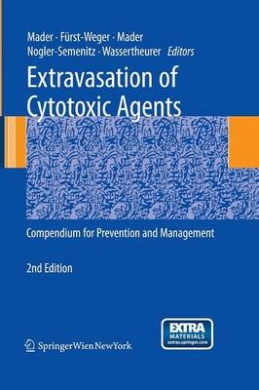 Mader · Fürst-Weger · Mader
Nogler-Semenitz · Wassertheurer Editors
Extravasation of
Cytotoxic Agents
Compendium for Prevention and Management
2nd Edition
EXTRA
MATERIALS
extras.springer.com
SpringerWienNewYork